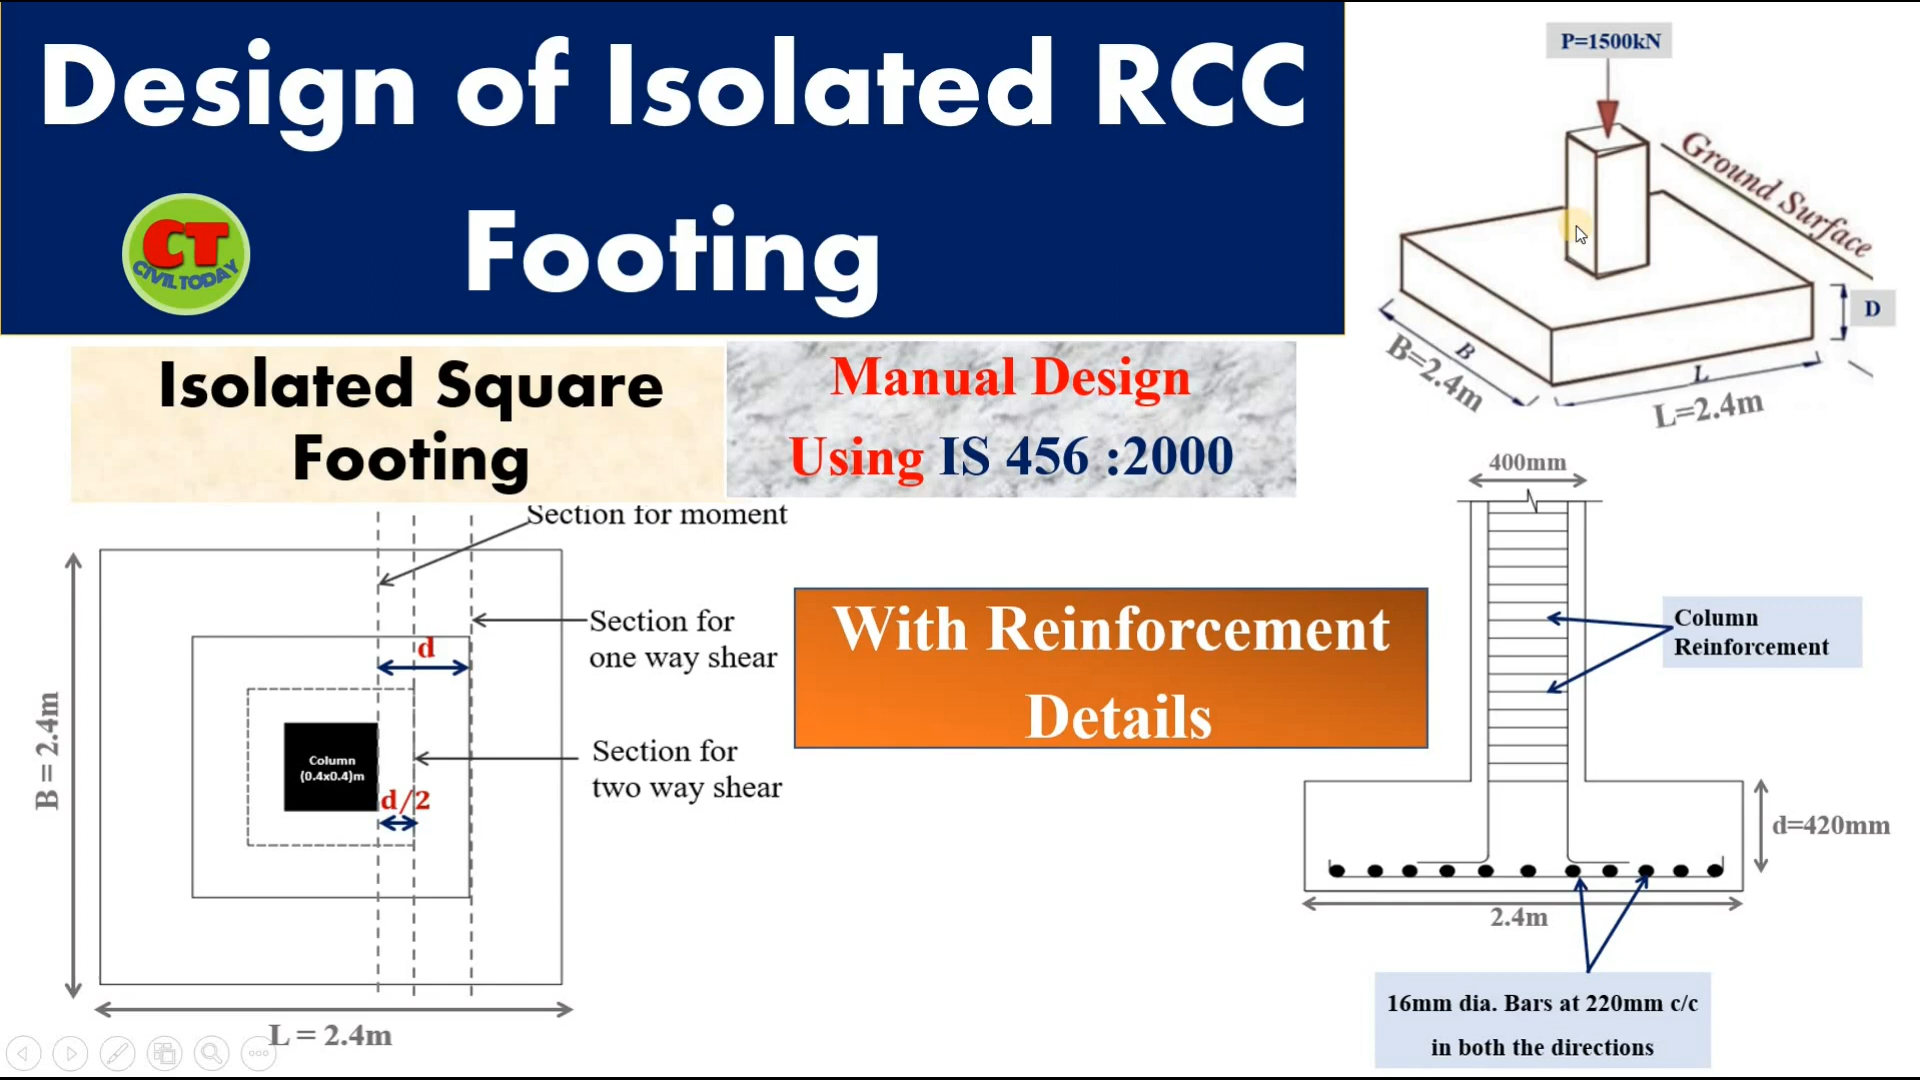 Design of Isolated RCC
Footing
CT
CIVIL TODAY
Isolated Square
Footing
Manual Design
Using IS 456 :2000
P=1500kN
Ground Surface
D
B
B=2.4m
L
L=2.4m
Section for moment
Section for
one way shear
d
Section for
two way shear
Column
(0.4x0.4)m
d/2
B = 2.4m
L = 2.4m
With Reinforcement
Details
400mm
Column
Reinforcement
d=420mm
2.4m
16mm dia. Bars at 220mm c/c
in both the directions